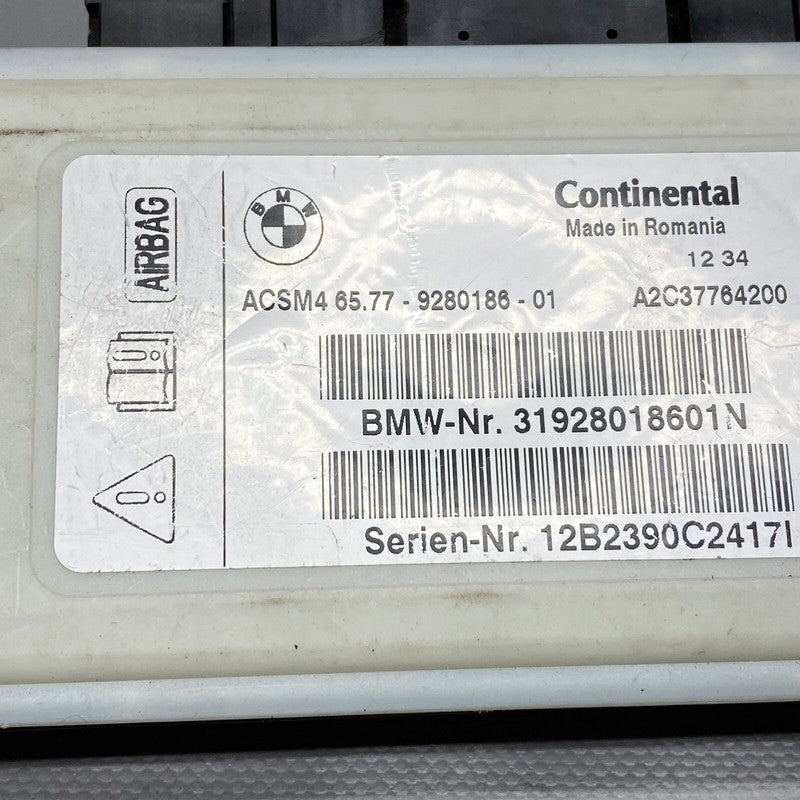 AIRBAG
BMW
Continental
Made in Romania
12 34
ACSM4 65.77 - 9280186 - 01 A2C37764200
BMW-Nr. 31928018601N
Serien-Nr. 12B2390C2417I